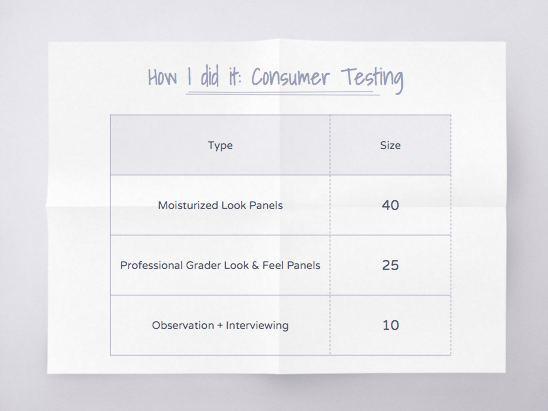 How I did it: Consumer Testing
Type Size
Moisturized Look Panels 40
Professional Grader Look & Feel Panels 25
Observation + Interviewing 10